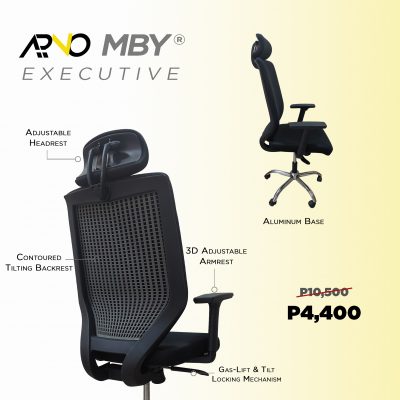 ARNO MBY®
EXECUTIVE
Adjustable
Headrest
Aluminum Base
Contoured
Tilting Backrest
3D Adjustable
Armrest
P10,500
P4,400
Gas-Lift & Tilt
Locking Mechanism